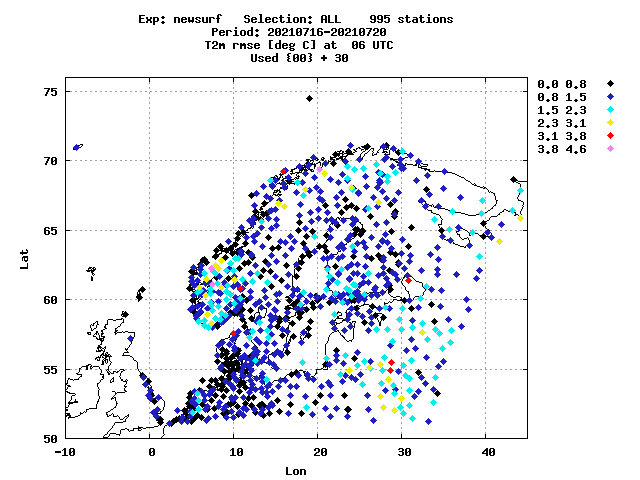 Exp: newsurf   Selection: ALL    995 stations
Period: 20210716-20210720
T2m rmse [deg C] at  06 UTC
Used {00} + 30
0.0 0.8
0.8 1.5
1.5 2.3
2.3 3.1
3.1 3.8
3.8 4.6
75
70
65
60
55
50
Lat
-10 0 10 20 30 40
Lon